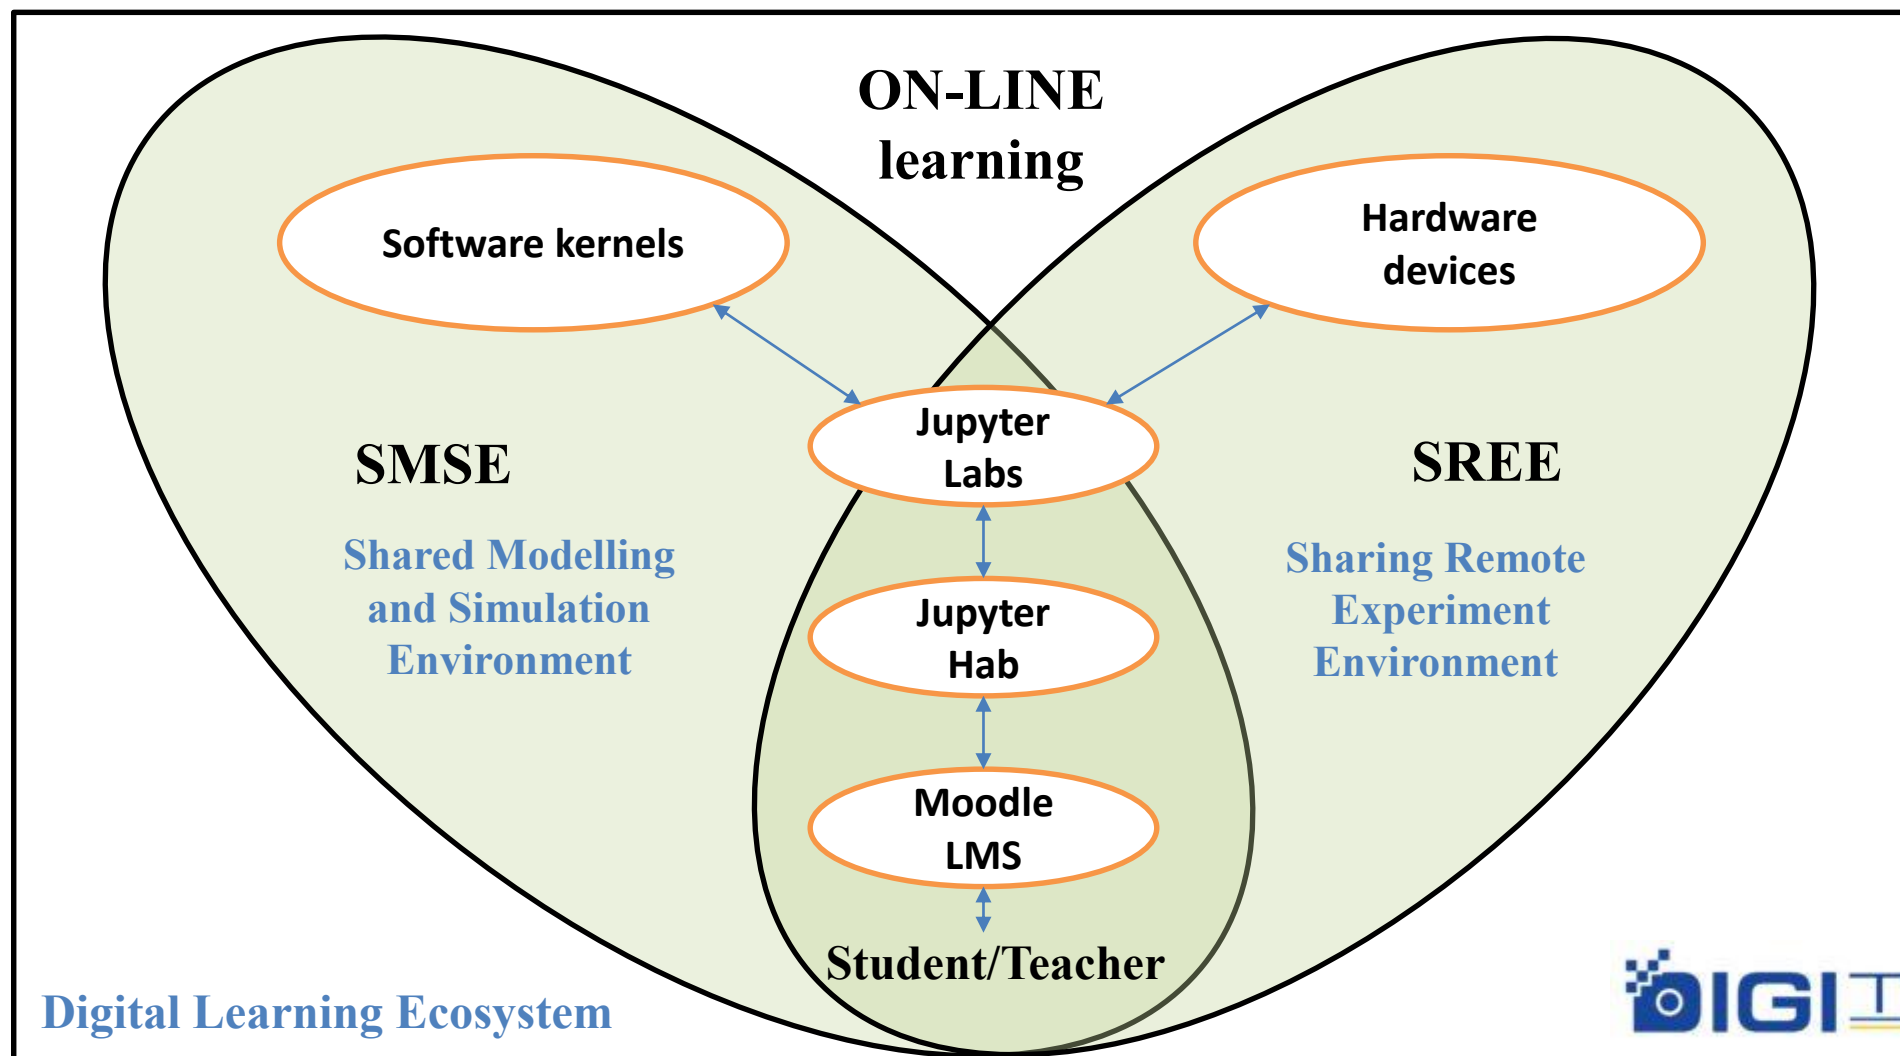 ON-LINE
learning
Software kernels
Hardware
devices
Jupyter
Labs
SMSE
SREE
Shared Modelling
and Simulation
Environment
Sharing Remote
Experiment
Environment
Jupyter
Hab
Moodle
LMS
Student/Teacher
Digital Learning Ecosystem
DIGIT